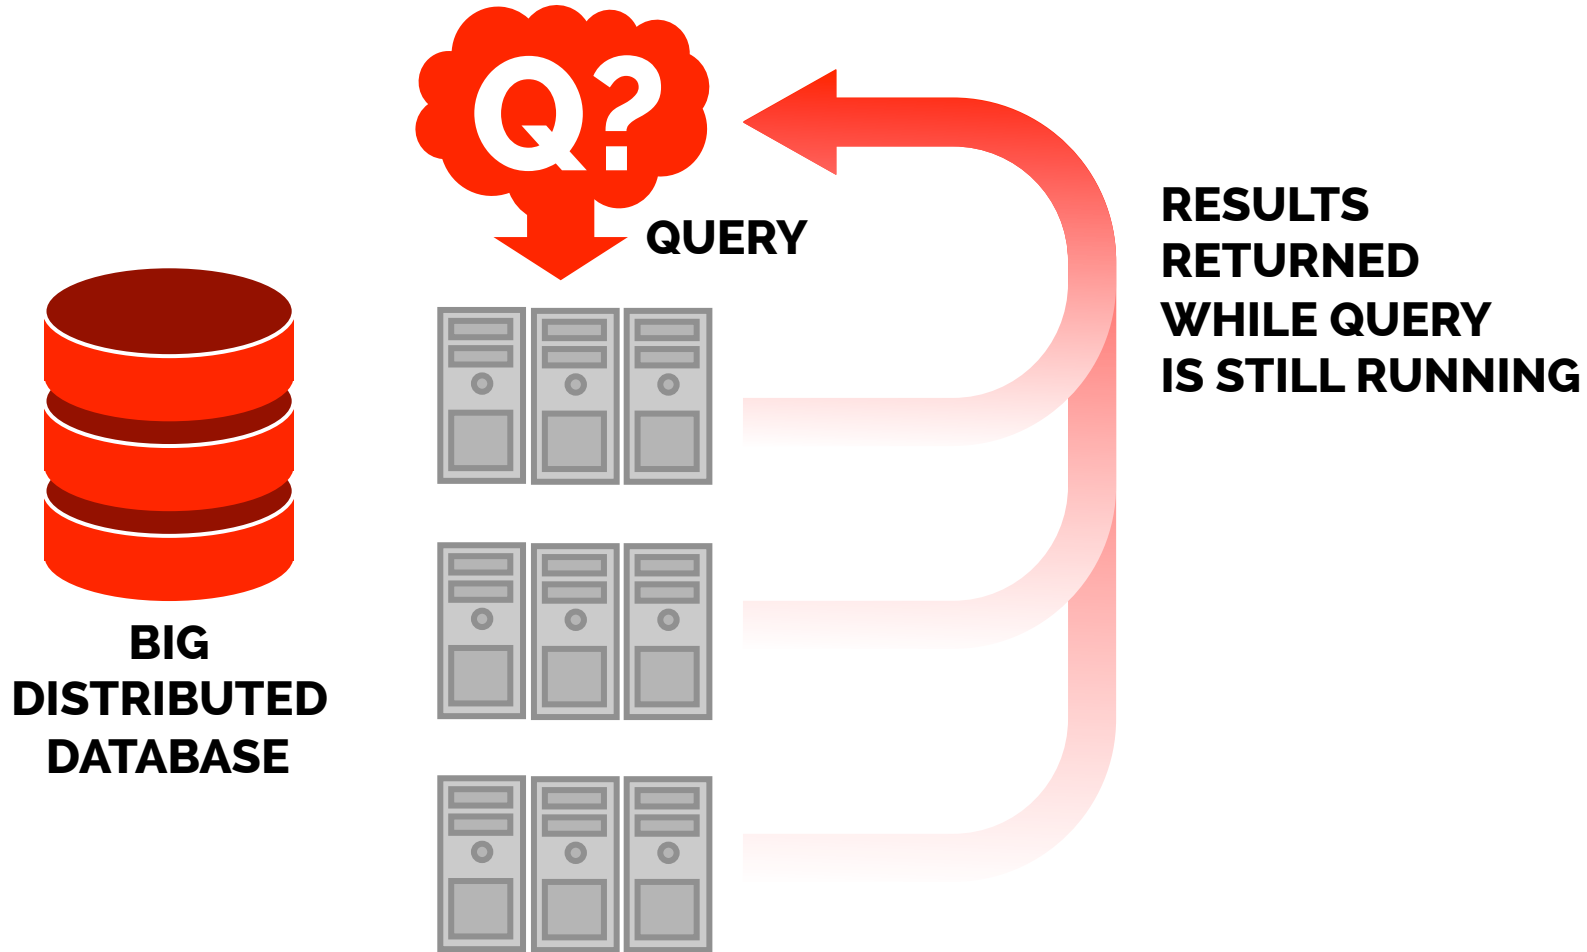 Q?
QUERY
BIG
DISTRIBUTED
DATABASE
RESULTS
RETURNED
WHILE QUERY
IS STILL RUNNING